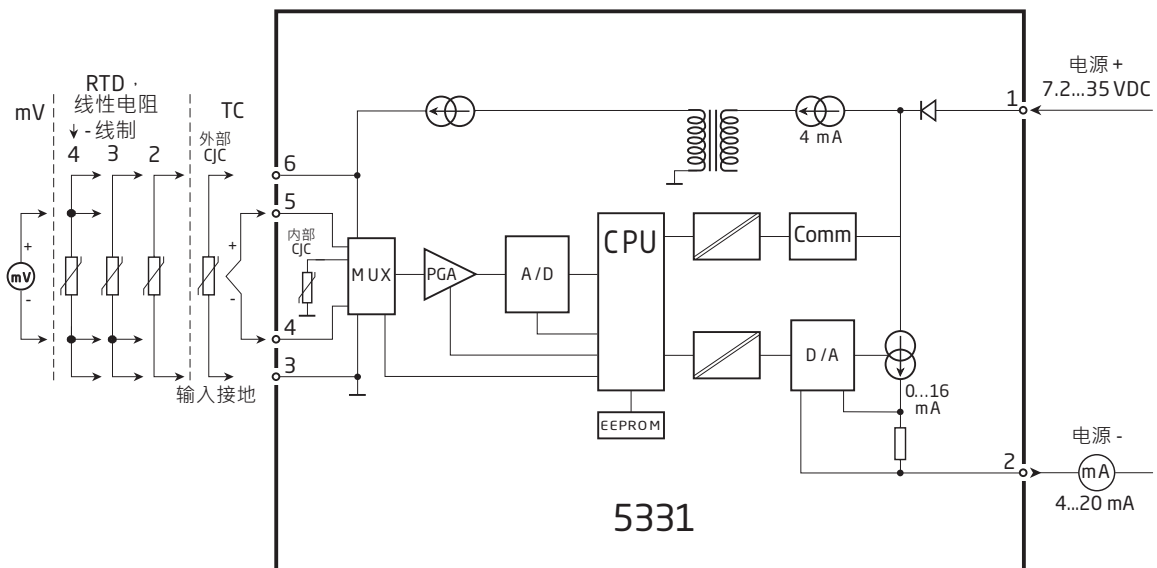 mV
RTD ·
线性电阻
- 线制
4 3 2
TC
外部
CJC
+
-
mV
+
-
输入接地
6
5
4
3
内部
CJC
MUX
PGA
A/D
CPU
EEPROM
Comm
D/A
4 mA
0...16
mA
1
2
电源 +
7.2...35 VDC
电源 -
mA
4...20 mA
5331